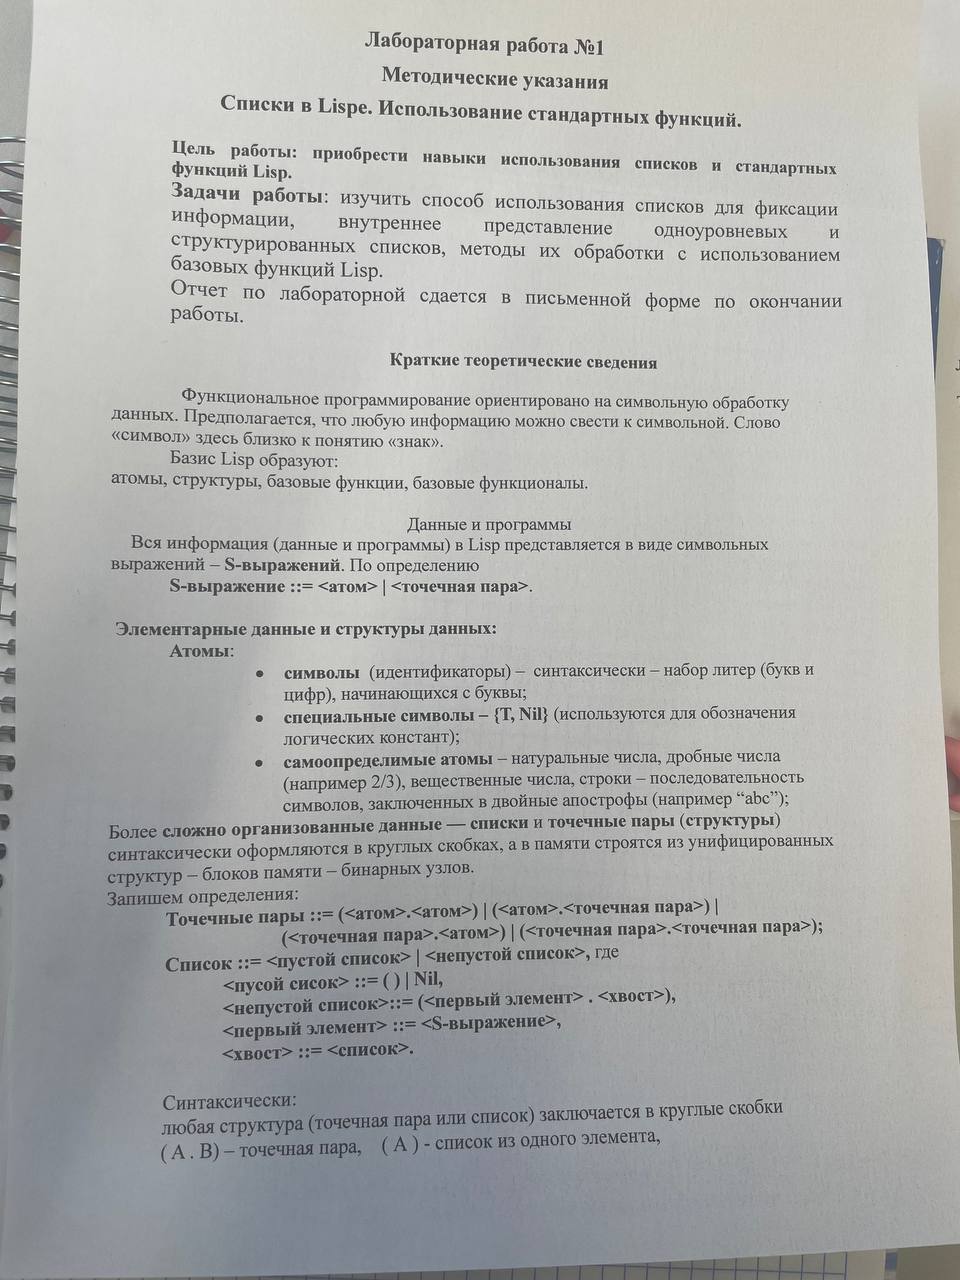 Лабораторная работа №1
Методические указания
Списки в Lispe. Использование стандартных функций.
Цель работы: приобрести навыки использования списков и стандартных
функций Lisp.
Задачи работы: изучить способ использования списков для фиксации
информации, внутреннее представление одноуровневых и
структурированных списков, методы их обработки с использованием
базовых функций Lisp.
Отчет по лабораторной сдается в письменной форме по окончании
работы.
Краткие теоретические сведения
Функциональное программирование ориентировано на символьную обработку
данных. Предполагается, что любую информацию можно свести к символьной. Слово
«символ» здесь близко к понятию «знак».
Базис Lisp образуют:
атомы, структуры, базовые функции, базовые функционалы.
Данные и программы
Вся информация (данные и программы) в Lisp представляется в виде символьных
выражений – S-выражений. По определению
S-выражение ::= <атом> | <точечная пара>.
Элементарные данные и структуры данных:
Атомы:
• символы (идентификаторы) – синтаксически – набор литер (букв и
цифр), начинающихся с буквы;
• специальные символы – {T, Nil} (используются для обозначения
логических констант);
• самоопределимые атомы – натуральные числа, дробные числа
(например 2/3), вещественные числа, строки – последовательность
символов, заключенных в двойные апострофы (например “abc”);
Более сложно организованные данные — списки и точечные пары (структуры)
синтаксически оформляются в круглых скобках, а в памяти строятся из унифицированных
структур – блоков памяти – бинарных узлов.
Запишем определения:
Точечные пары ::= (<атом>.<атом>) | (<атом>.<точечная пара>) |
(<точечная пара>.<атом>) | (<точечная пара>.<точечная пара>);
Список ::= <пустой список> | <непустой список>, где
<пусой сисок> ::= ( ) | Nil,
<непустой список>::= (<первый элемент> . <хвост>),
<первый элемент> ::= <S-выражение>,
<хвост> ::= <список>.
Синтаксически:
любая структура (точечная пара или список) заключается в круглые скобки
( A . B) – точечная пара, ( A ) - список из одного элемента,